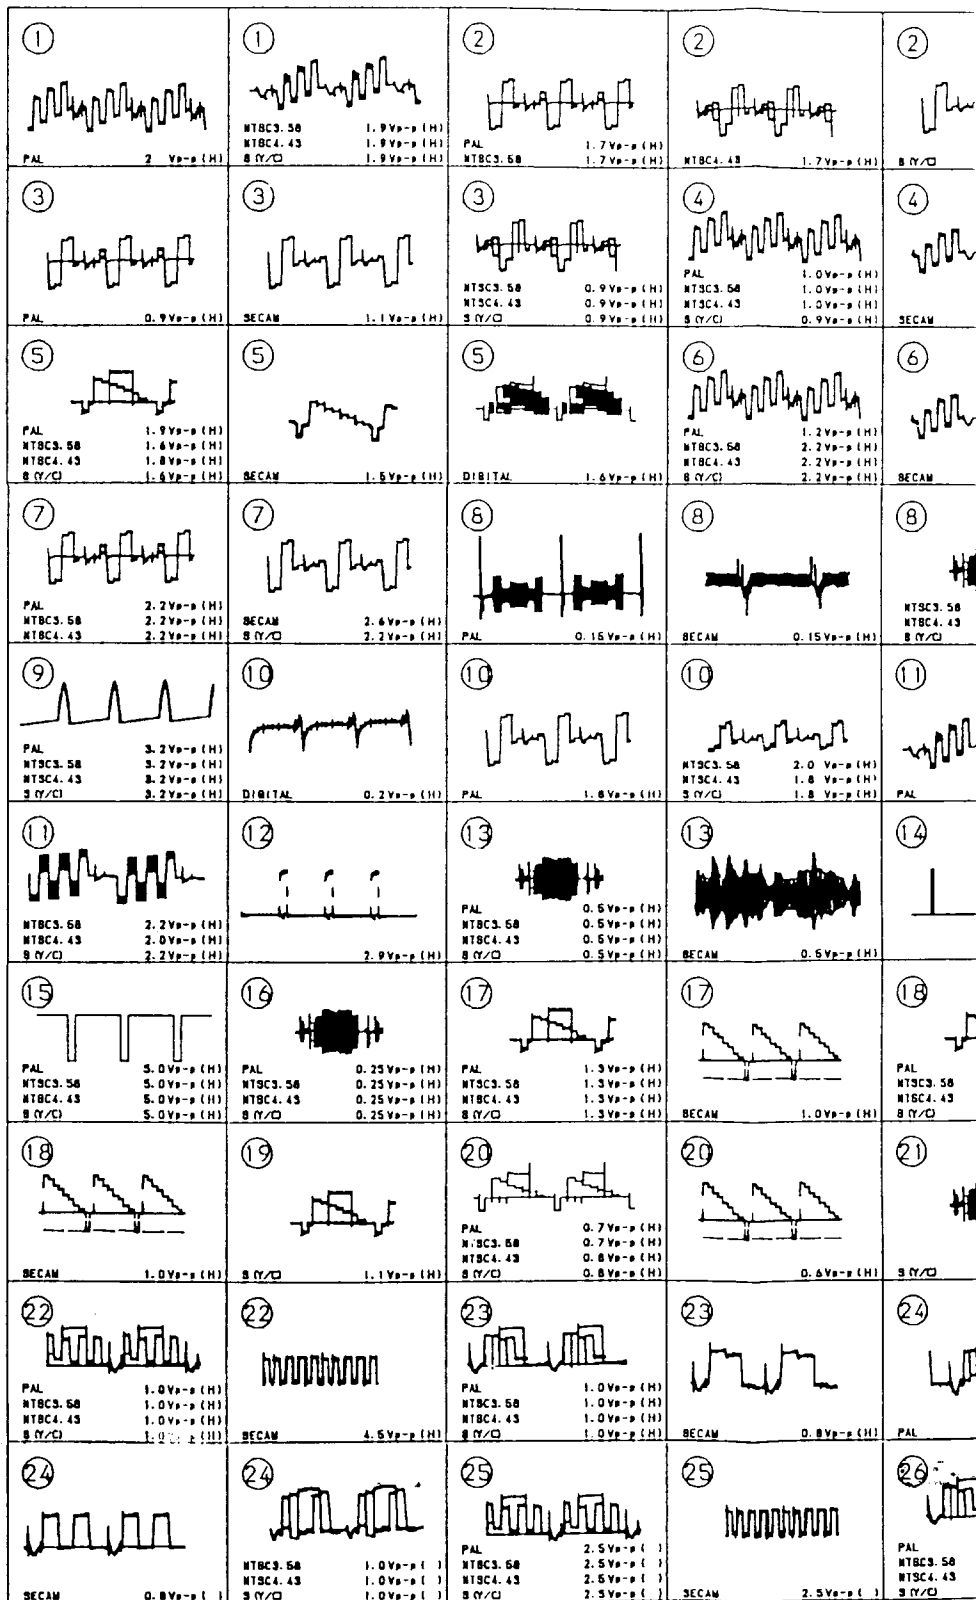 1
PAL 2 Vp-p (H)
1
NTSC3.58 1.9Vp-p (H)
NTSC4.43 1.9Vp-p (H)
S (Y/C) 1.9Vp-p (H)
2
PAL 1.7Vp-p (H)
NTSC3.58 1.7Vp-p (H)
2
NTSC4.43 1.7Vp-p (H)
2
S (Y/C)
3
PAL 0.9Vp-p (H)
3
SECAM 1.1Vp-p (H)
3
NTSC3.58 0.9Vp-p (H)
NTSC4.43 0.9Vp-p (H)
S (Y/C) 0.9Vp-p (H)
4
PAL 1.0Vp-p (H)
NTSC3.58 1.0Vp-p (H)
NTSC4.43 1.0Vp-p (H)
S (Y/C) 0.9Vp-p (H)
4
SECAM
5
PAL 1.9Vp-p (H)
NTSC3.58 1.6Vp-p (H)
NTSC4.43 1.8Vp-p (H)
S (Y/C) 1.6Vp-p (H)
5
SECAM 1.5Vp-p (H)
5
DIGITAL 1.6Vp-p (H)
6
PAL 1.2Vp-p (H)
NTSC3.58 2.2Vp-p (H)
NTSC4.43 2.2Vp-p (H)
S (Y/C) 2.2Vp-p (H)
6
SECAM
7
PAL 2.2Vp-p (H)
NTSC3.58 2.2Vp-p (H)
NTSC4.43 2.2Vp-p (H)
7
SECAM 2.6Vp-p (H)
S (Y/C) 2.2Vp-p (H)
8
PAL 0.15Vp-p (H)
8
SECAM 0.15Vp-p (H)
8
NTSC3.58
NTSC4.43
S (Y/C)
9
PAL 3.2Vp-p (H)
NTSC3.58 3.2Vp-p (H)
NTSC4.43 3.2Vp-p (H)
S (Y/C) 3.2Vp-p (H)
10
DIGITAL 0.2Vp-p (H)
10
PAL 1.8Vp-p (H)
10
NTSC3.58 2.0 Vp-p (H)
NTSC4.43 1.8 Vp-p (H)
S (Y/C) 1.8 Vp-p (H)
11
PAL
11
NTSC3.58 2.2Vp-p (H)
NTSC4.43 2.0Vp-p (H)
S (Y/C) 2.2Vp-p (H)
12
2.9Vp-p (H)
13
PAL 0.5Vp-p (H)
NTSC3.58 0.5Vp-p (H)
NTSC4.43 0.5Vp-p (H)
S (Y/C) 0.5Vp-p (H)
13
SECAM 0.5Vp-p (H)
14
15
PAL 5.0Vp-p (H)
NTSC3.58 5.0Vp-p (H)
NTSC4.43 5.0Vp-p (H)
S (Y/C) 5.0Vp-p (H)
16
PAL 0.25Vp-p (H)
NTSC3.58 0.25Vp-p (H)
NTSC4.43 0.25Vp-p (H)
S (Y/C) 0.25Vp-p (H)
17
PAL 1.3Vp-p (H)
NTSC3.58 1.3Vp-p (H)
NTSC4.43 1.3Vp-p (H)
S (Y/C) 1.3Vp-p (H)
17
SECAM 1.0Vp-p (H)
18
PAL
NTSC3.58
NTSC4.43
S (Y/C)
18
SECAM 1.0Vp-p (H)
19
S (Y/C) 1.1Vp-p (H)
20
PAL 0.7Vp-p (H)
NTSC3.58 0.7Vp-p (H)
NTSC4.43 0.8Vp-p (H)
S (Y/C) 0.8Vp-p (H)
20
0.6Vp-p (H)
21
S (Y/C)
22
PAL 1.0Vp-p (H)
NTSC3.58 1.0Vp-p (H)
NTSC4.43 1.0Vp-p (H)
S (Y/C) 1.0Vp-p (H)
22
SECAM 4.5Vp-p (H)
23
PAL 1.0Vp-p (H)
NTSC3.58 1.0Vp-p (H)
NTSC4.43 1.0Vp-p (H)
S (Y/C) 1.0Vp-p (H)
23
SECAM 0.8Vp-p (H)
24
PAL
24
SECAM 0.8Vp-p ( )
24
NTSC3.58 1.0Vp-p ( )
NTSC4.43 1.0Vp-p ( )
S (Y/C) 1.0Vp-p ( )
25
PAL 2.5Vp-p ( )
NTSC3.58 2.5Vp-p ( )
NTSC4.43 2.5Vp-p ( )
S (Y/C) 2.5Vp-p ( )
25
SECAM 2.5Vp-p ( )
26
PAL
NTSC3.58
NTSC4.43
S (Y/C)